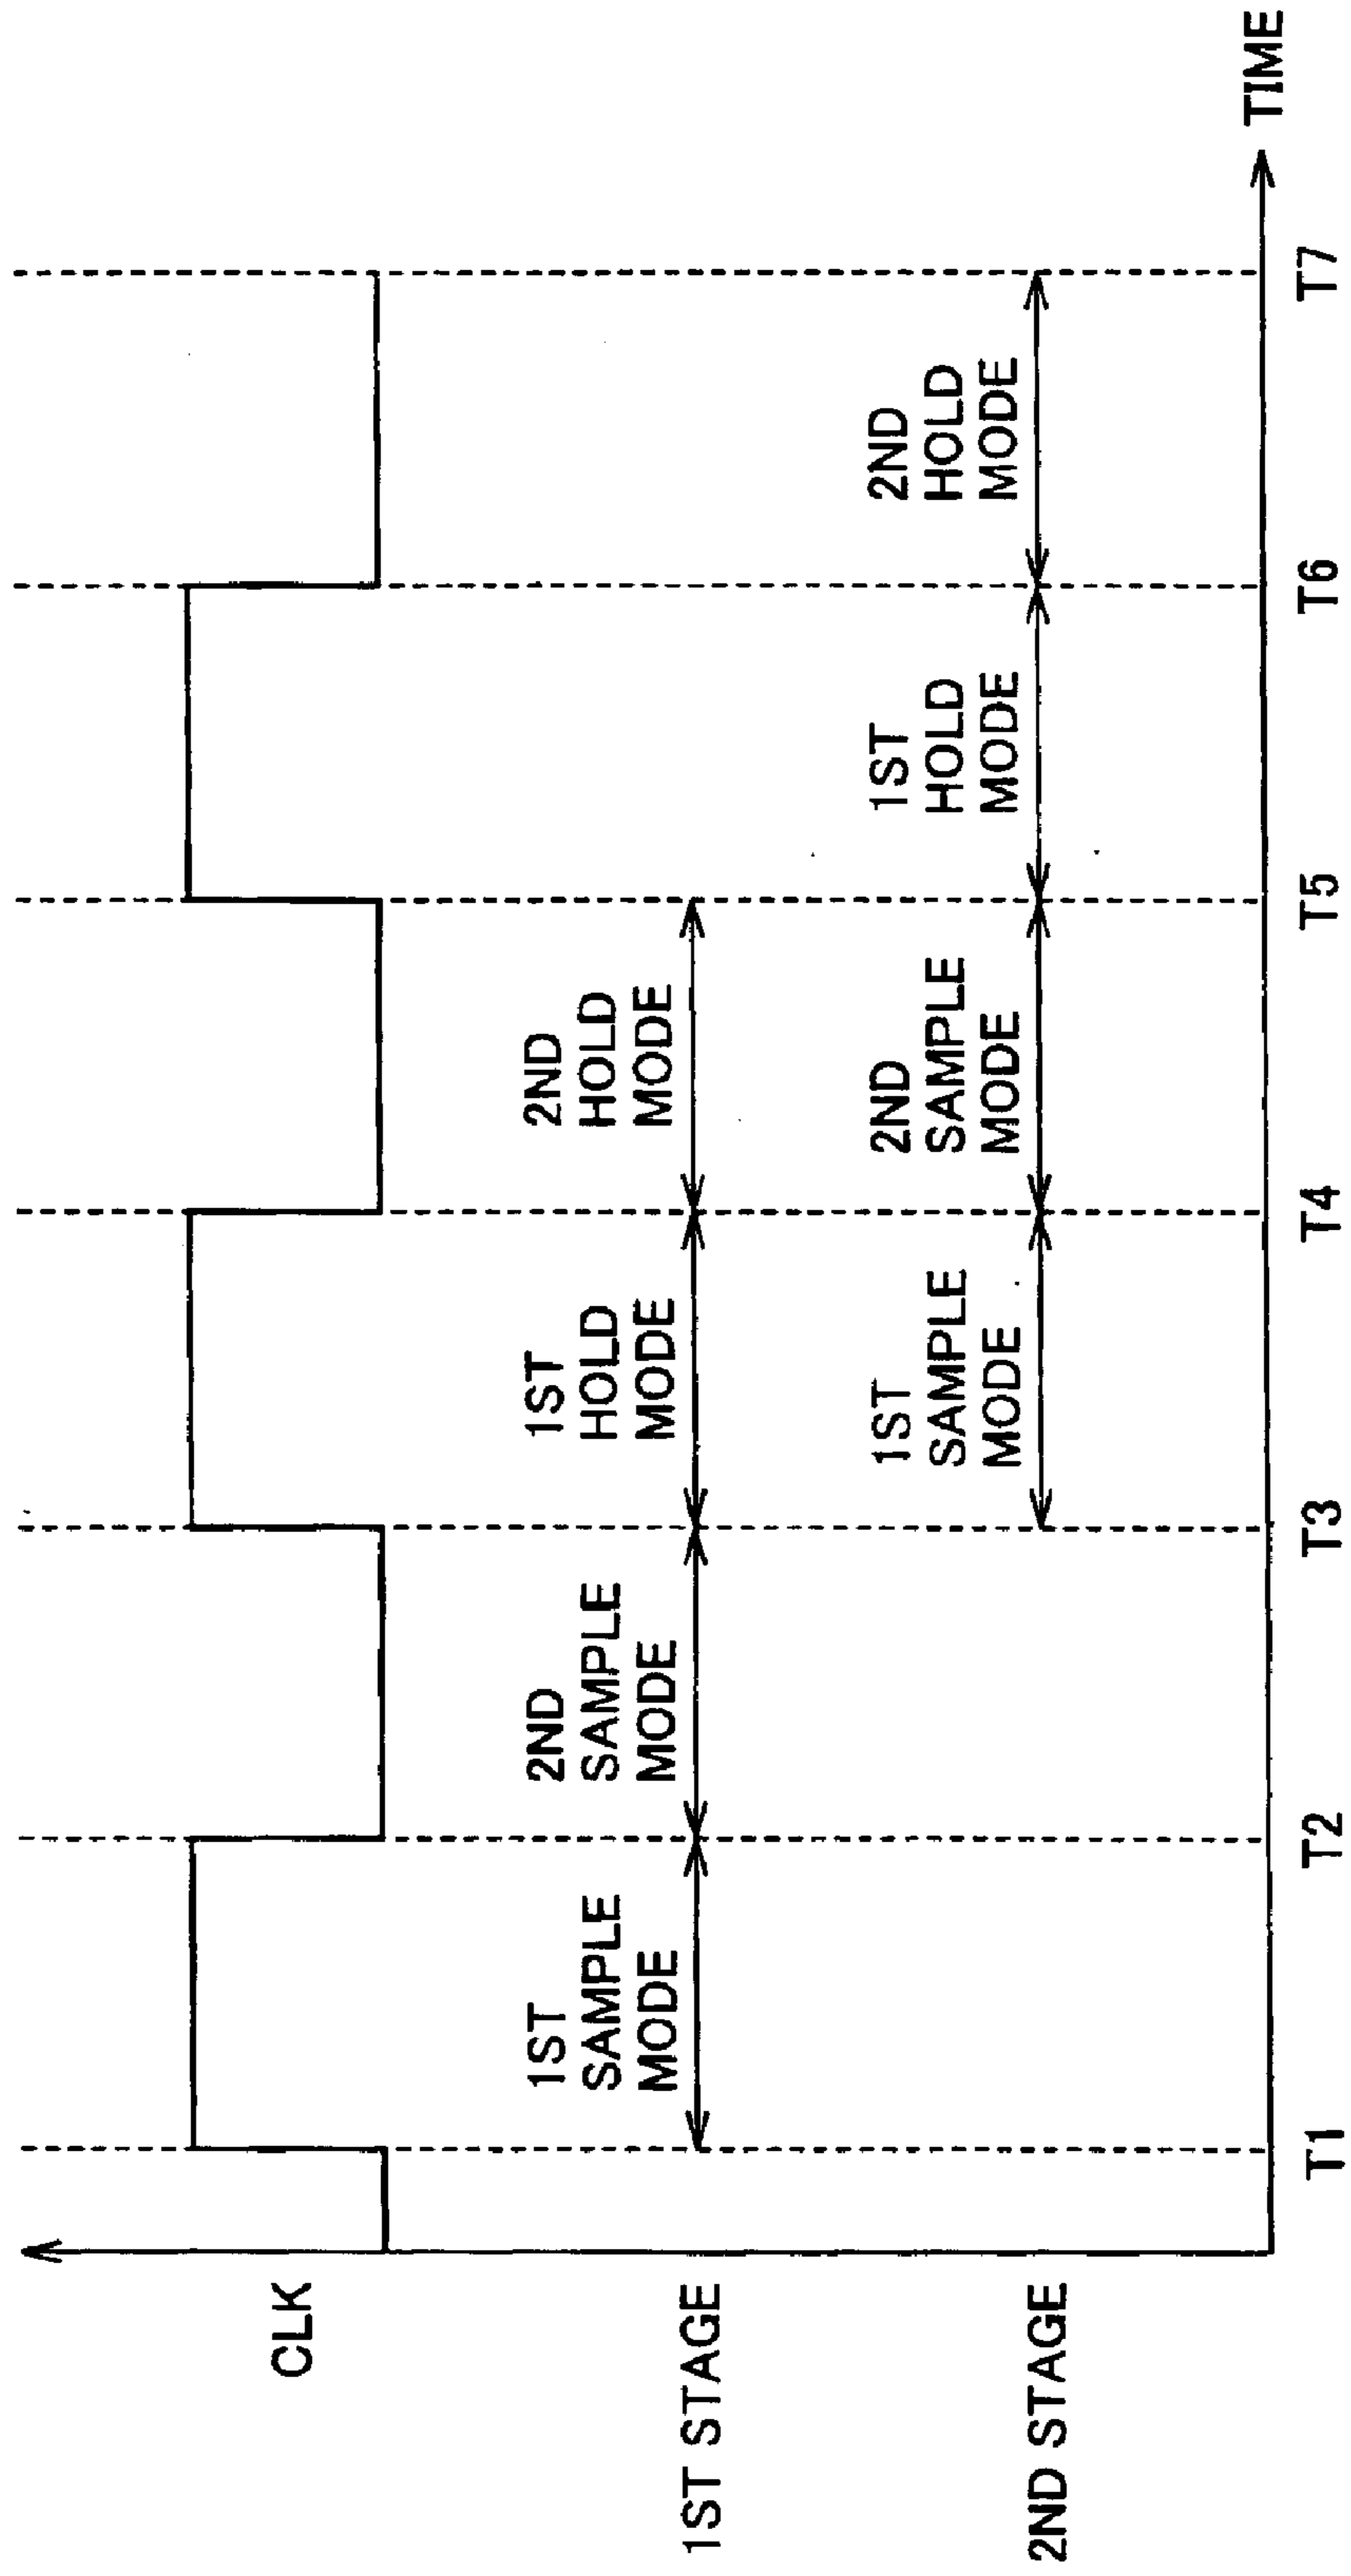 CLK
1ST STAGE
1ST
SAMPLE
MODE
2ND
SAMPLE
MODE
1ST
HOLD
MODE
2ND
HOLD
MODE
2ND STAGE
1ST
SAMPLE
MODE
2ND
SAMPLE
MODE
1ST
HOLD
MODE
2ND
HOLD
MODE
T1
T2
T3
T4
T5
T6
T7
TIME